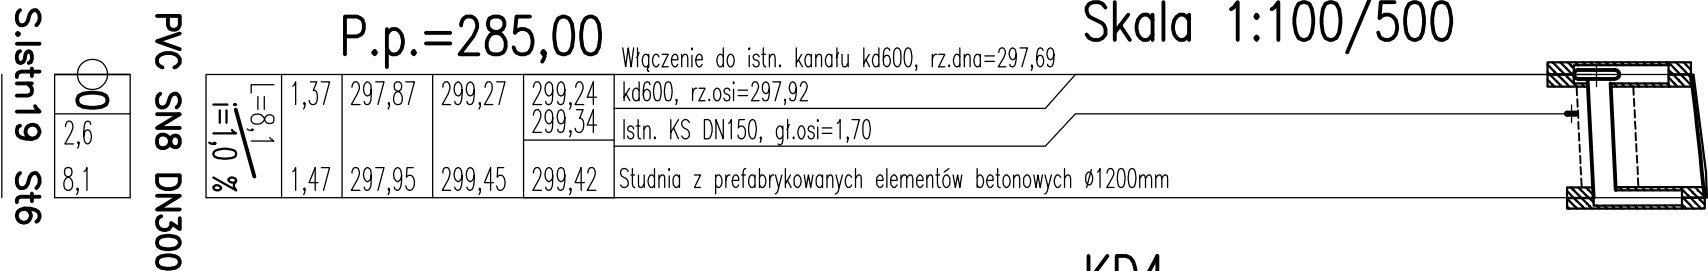 Skala 1:100/500
P.p.=285,00
Włączenie do istn. kanału kd600, rz.dna=297,69
kd600, rz.osi=297,92
Istn. KS DN150, gł.osi=1,70
Studnia z prefabrykowanych elementów betonowych Ø1200mm
299,24
299,34
299,42
299,27 299,45
297,87 297,95
1,37 1,47
L=8,1
i=1,0 %
PVC SN8 DN300
0
2,6
8,1
S.Istn19 St6
KD4